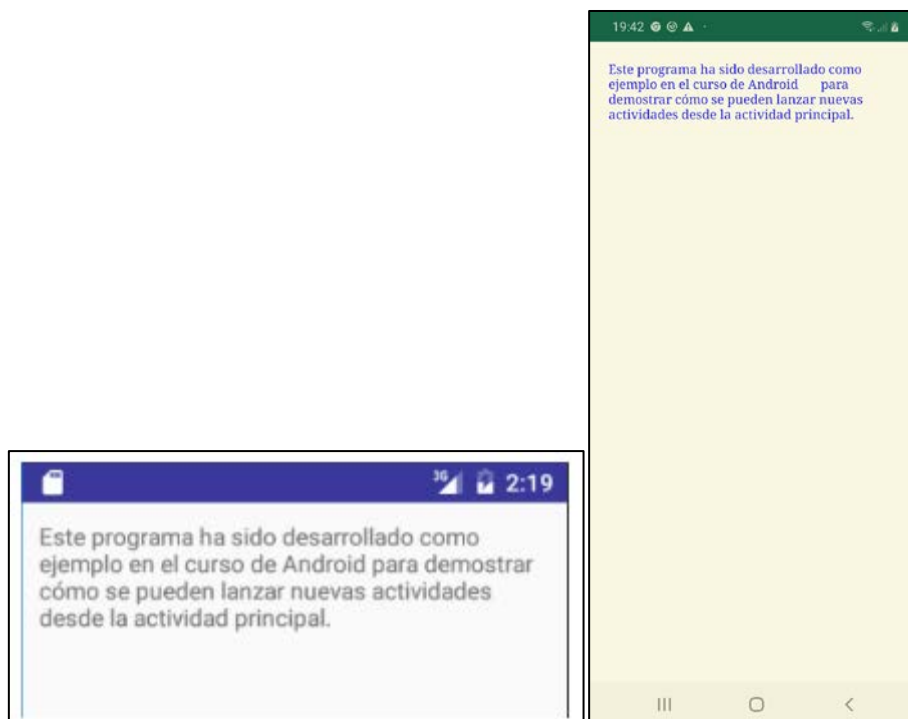 19:42
Este programa ha sido desarrollado como
ejemplo en el curso de Android para
demostrar cómo se pueden lanzar nuevas
actividades desde la actividad principal.
3G 2:19
Este programa ha sido desarrollado como
ejemplo en el curso de Android para demostrar
cómo se pueden lanzar nuevas actividades
desde la actividad principal.